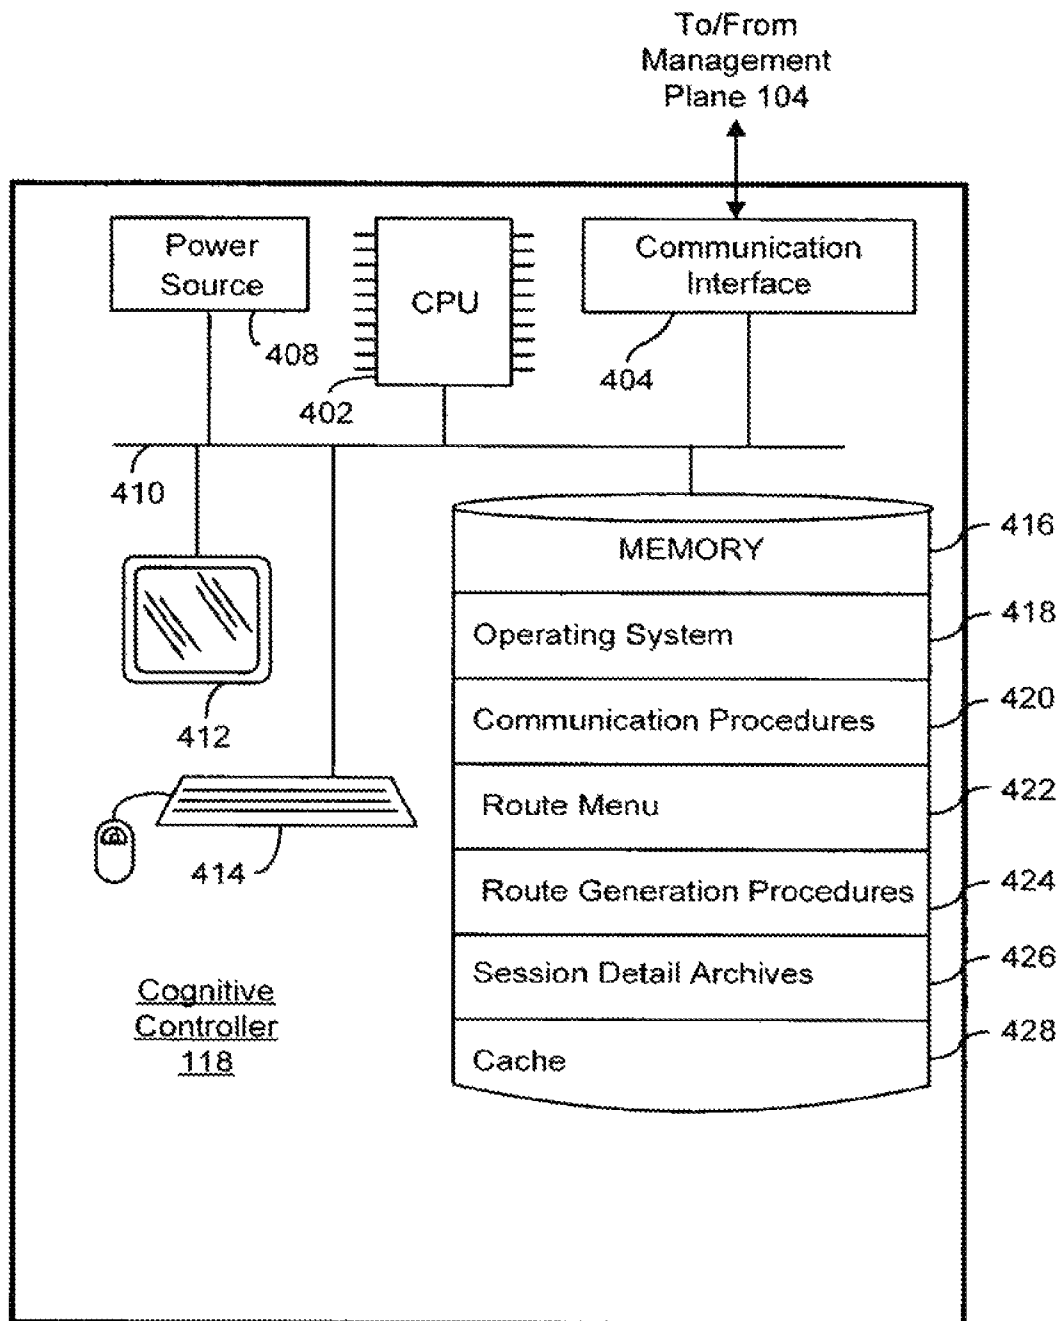 To/From
Management
Plane 104
Power
Source
CPU
Communication
Interface
408
402
404
410
412
414
MEMORY
416
Operating System
418
Communication Procedures
420
Route Menu
422
Route Generation Procedures
424
Session Detail Archives
426
Cache
428
Cognitive
Controller
118